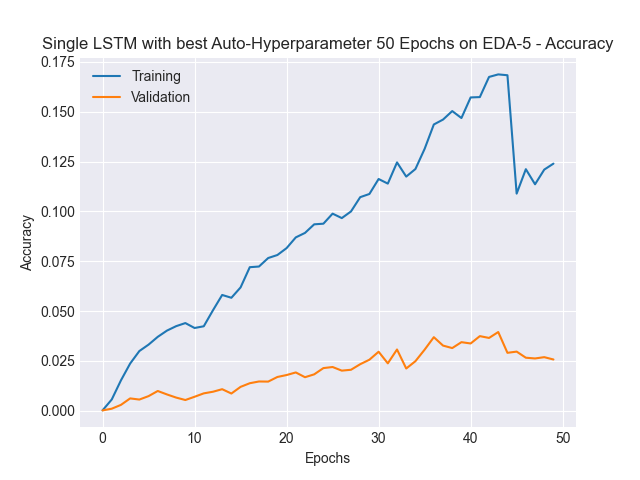 Single LSTM with best Auto-Hyperparameter 50 Epochs on EDA-5 - Accuracy
0.175
Training
Validation
0.150
0.125
0.100
0.075
0.050
0.025
0.000
Accuracy
0 10 20 30 40 50
Epochs